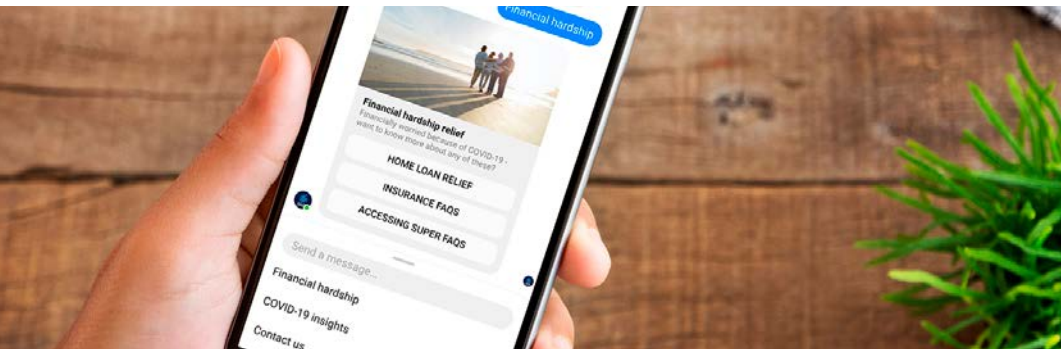 Financial hardship
Financial hardship relief
Financially worried because of COVID-19 -
want to know more about any of these?
HOME LOAN RELIEF
INSURANCE FAQS
ACCESSING SUPER FAQS
Send a message...
Financial hardship
COVID-19 insights
Contact us